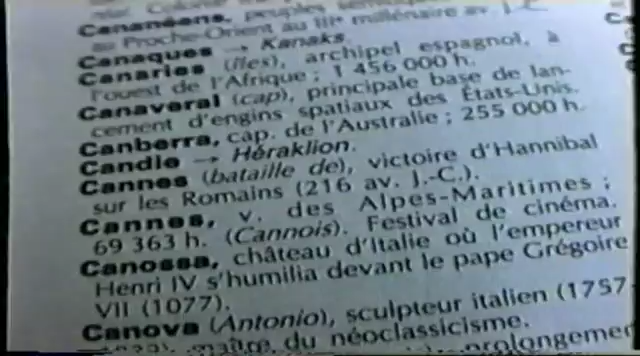 Cananéens, peuples
au Proche-Orient au IIIe millénaire av. J.-C.
Canaques → Kanaks.
Canaries (îles), archipel espagnol, à
l'ouest de l'Afrique ; 1 456 000 h.
Canaveral (cap), principale base de lan-
cement d'engins spatiaux des États-Unis.
Canberra, cap. de l'Australie ; 255 000 h.
Candie → Héraklion.
Cannes (bataille de), victoire d'Hannibal
sur les Romains (216 av. J.-C.).
Cannes, v. des Alpes-Maritimes ;
69 363 h. (Cannois). Festival de cinéma.
Canossa, château d'Italie où l'empereur
Henri IV s'humilia devant le pape Grégoire
VII (1077).
Canova (Antonio), sculpteur italien (1757-
maître du néoclassicisme.
prolongemen